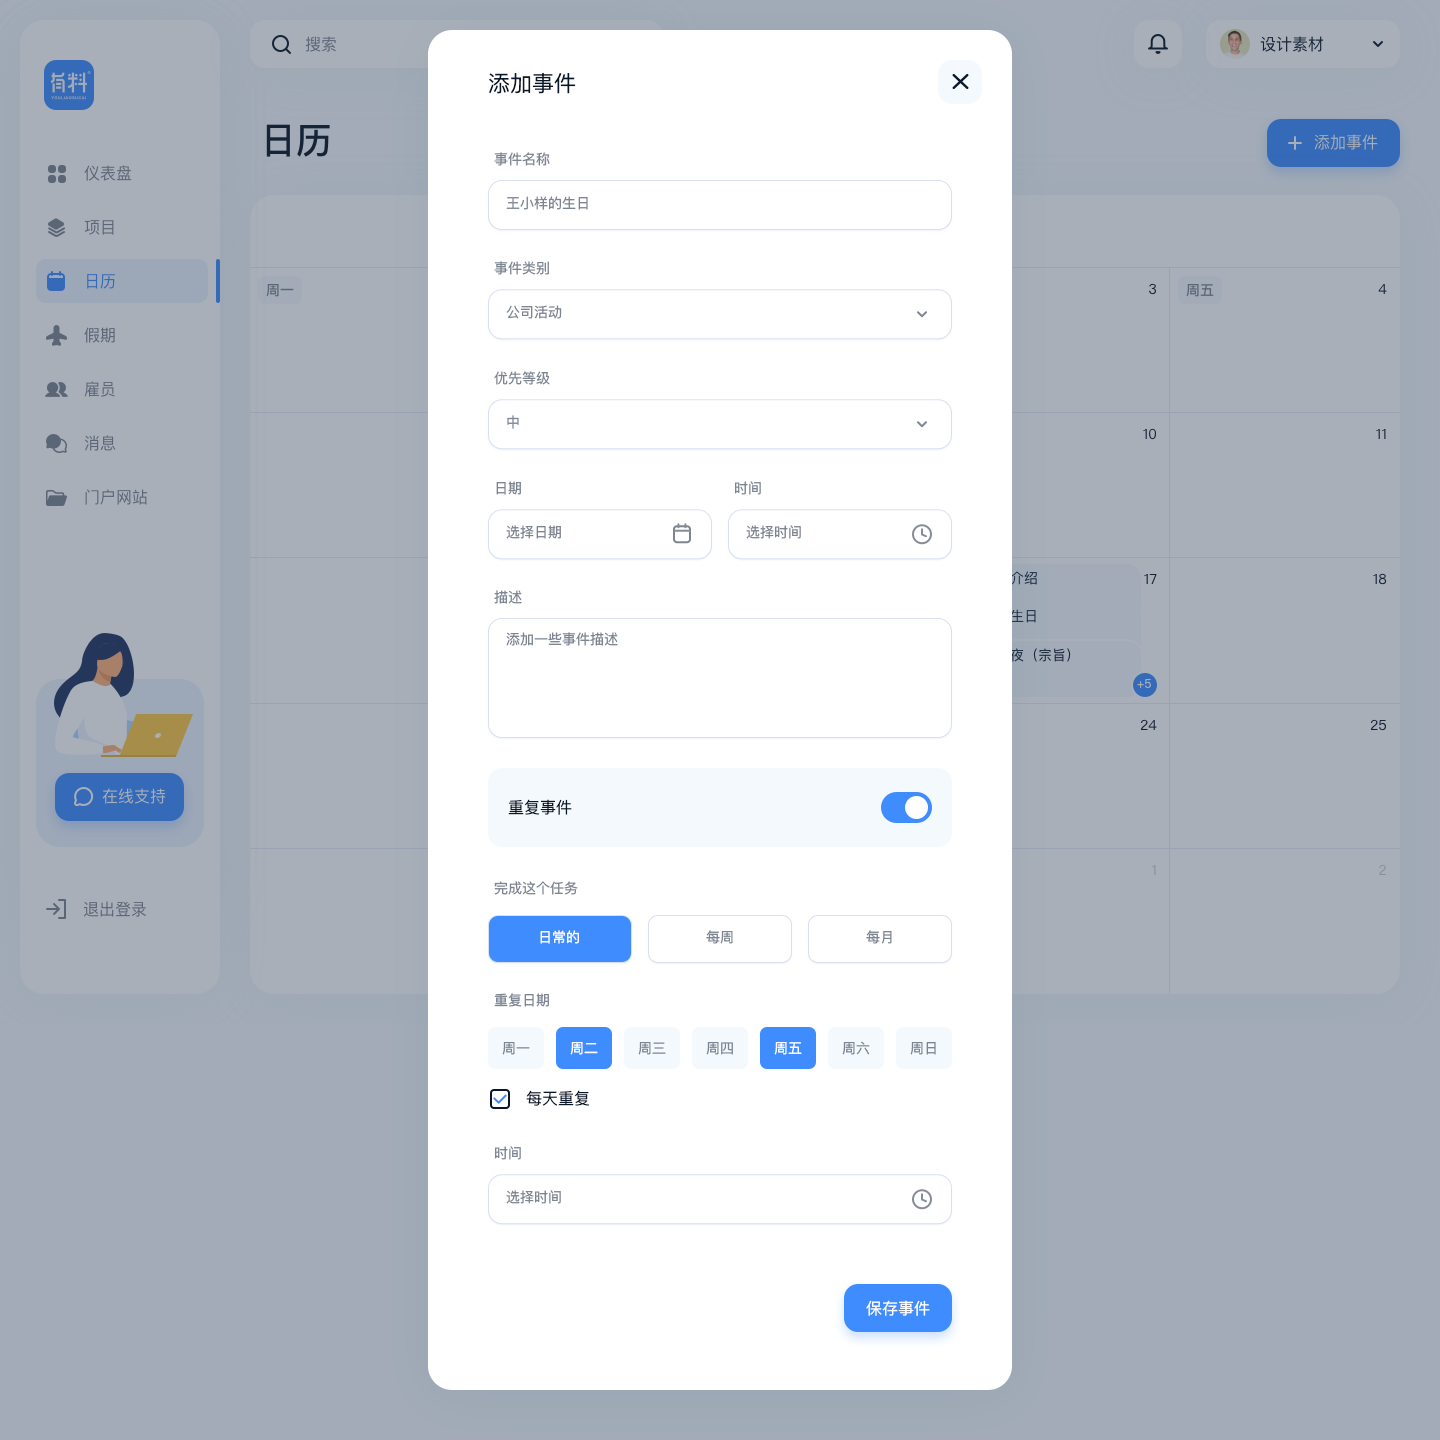 有料
搜索
设计素材
日历
添加事件
仪表盘
项目
日历
假期
雇员
消息
门户网站
在线支持
退出登录
周一
3
周五
4
10
11
介绍
17
18
生日
夜（宗旨）
+5
24
25
1
2
添加事件
事件名称
王小样的生日
事件类别
公司活动
优先等级
中
日期
时间
选择日期
选择时间
描述
添加一些事件描述
重复事件
完成这个任务
日常的
每周
每月
重复日期
周一
周二
周三
周四
周五
周六
周日
每天重复
时间
选择时间
保存事件